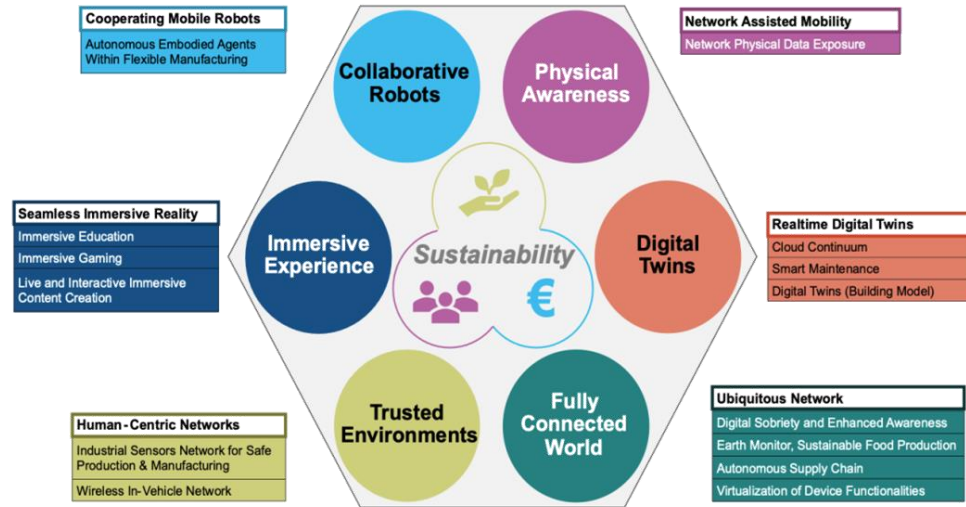 Cooperating Mobile Robots
Autonomous Embodied Agents
Within Flexible Manufacturing
Collaborative
Robots
Physical
Awareness
Network Assisted Mobility
Network Physical Data Exposure
Seamless Immersive Reality
Immersive Education
Immersive Gaming
Live and Interactive Immersive
Content Creation
Immersive
Experience
Sustainability
€
Digital
Twins
Realtime Digital Twins
Cloud Continuum
Smart Maintenance
Digital Twins (Building Model)
Human-Centric Networks
Industrial Sensors Network for Safe
Production & Manufacturing
Wireless In-Vehicle Network
Trusted
Environments
Fully
Connected
World
Ubiquitous Network
Digital Sobriety and Enhanced Awareness
Earth Monitor, Sustainable Food Production
Autonomous Supply Chain
Virtualization of Device Functionalities